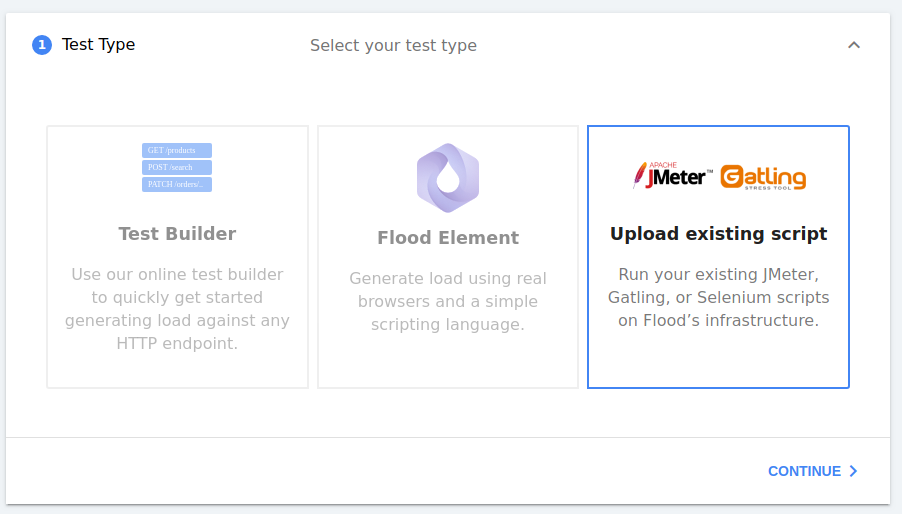 1 Test Type
Select your test type
GET /products
POST /search
PATCH /orders/...
Test Builder
Use our online test builder
to quickly get started
generating load against any
HTTP endpoint.
Flood Element
Generate load using real
browsers and a simple
scripting language.
APACHE
JMeter™
Gatling
STRESS TOOL
Upload existing script
Run your existing JMeter,
Gatling, or Selenium scripts
on Flood’s infrastructure.
CONTINUE